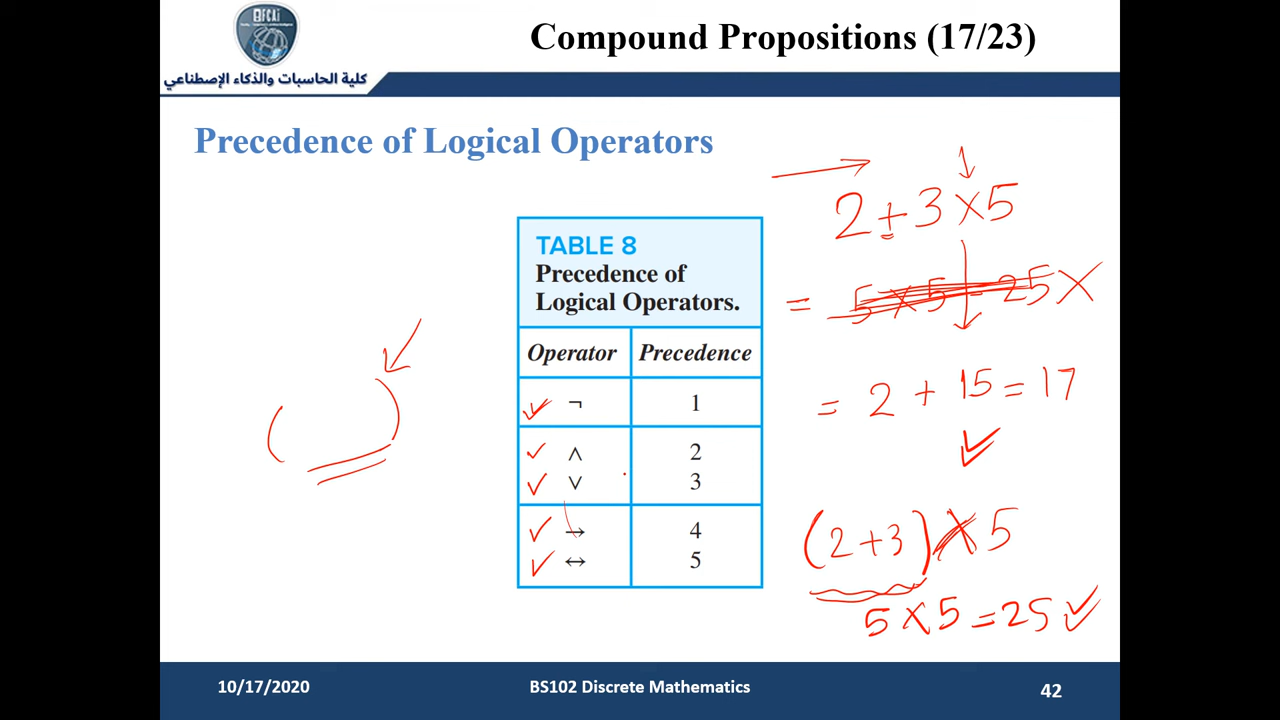 FCAi
كلية الحاسبات والذكاء الإصطناعي
Compound Propositions (17/23)
Precedence of Logical Operators
TABLE 8
Precedence of
Logical Operators.
Operator Precedence
¬ 1
∧ 2
∨ 3
→ 4
↔ 5
2 + 3 × 5
= 5 × 5 = 25 ×
= 2 + 15 = 17
(2 + 3) × 5
5 × 5 = 25
( )
10/17/2020
BS102 Discrete Mathematics
42